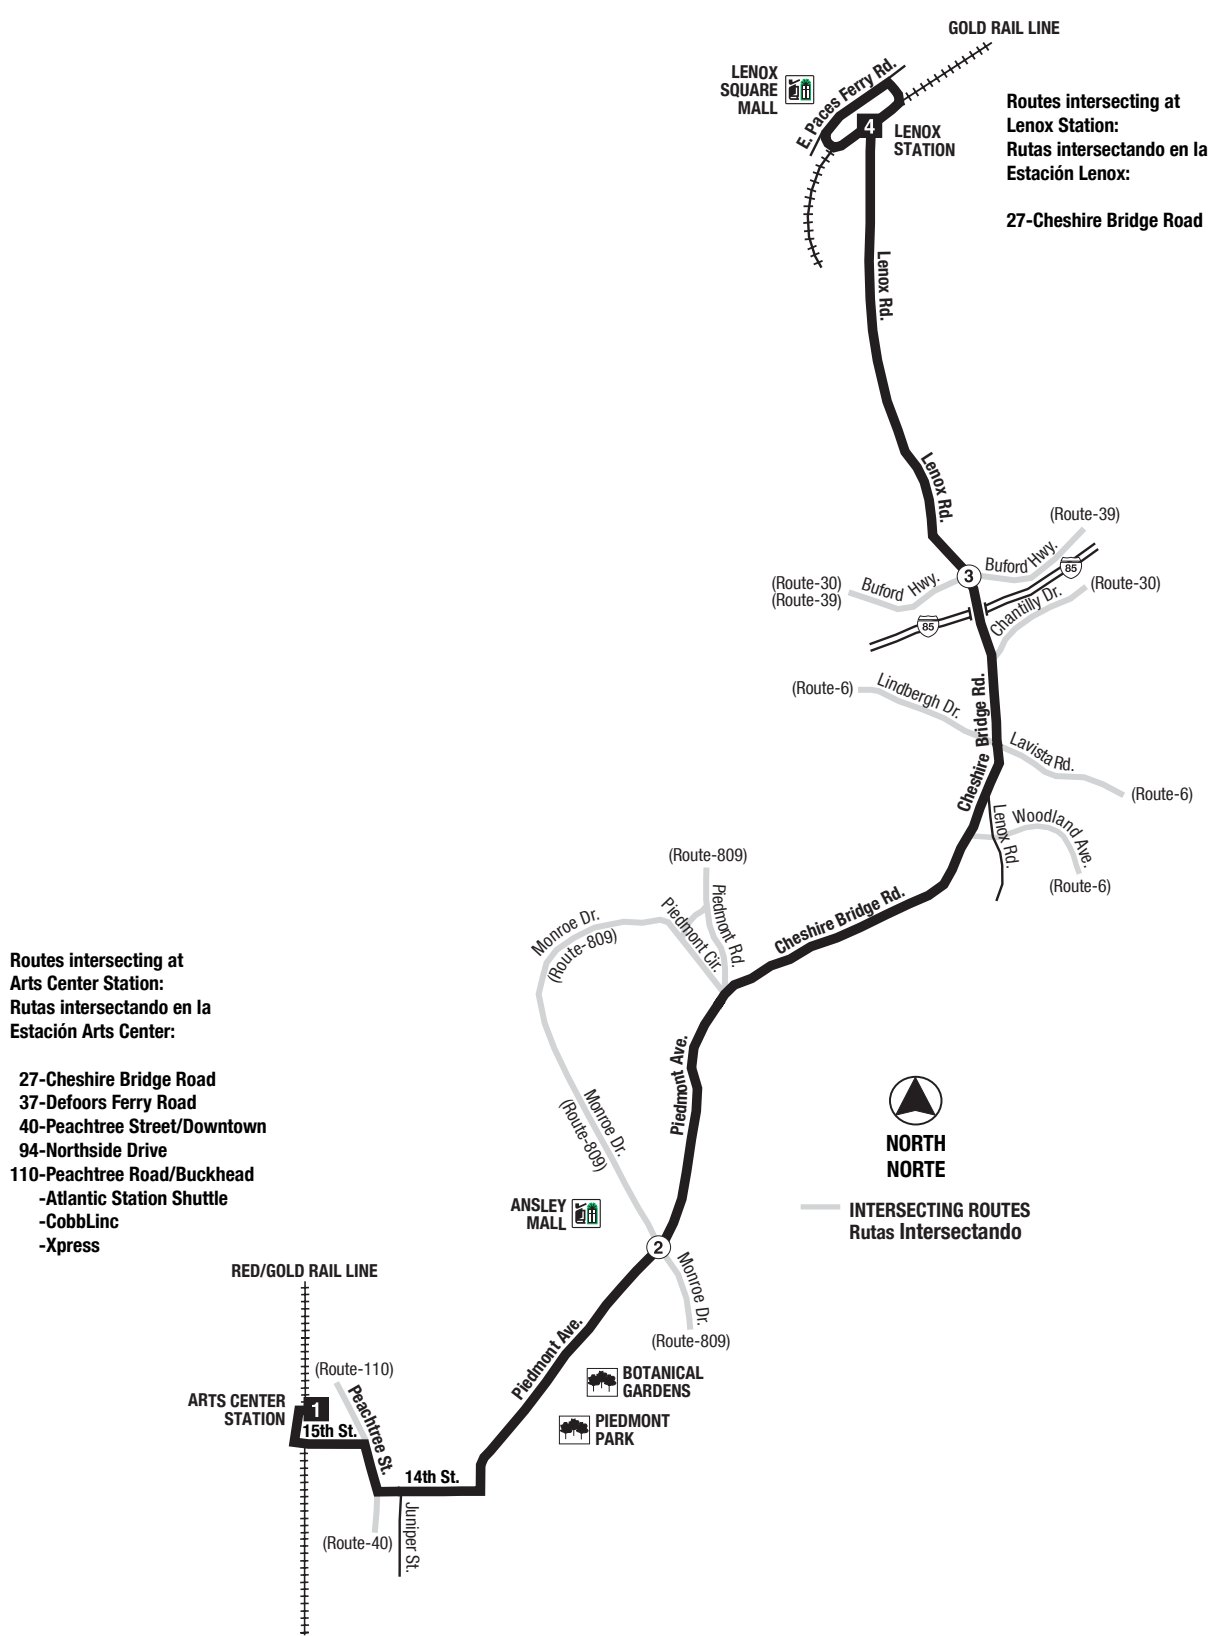 GOLD RAIL LINE
LENOX
SQUARE
MALL
E. Paces Ferry Rd.
4
LENOX
STATION
Routes intersecting at
Lenox Station:
Rutas intersectando en la
Estación Lenox:
27-Cheshire Bridge Road
Lenox Rd.
Lenox Rd.
(Route-39)
Buford Hwy.
85
3
(Route-30)
(Route-39)
Buford Hwy.
(Route-30)
Chantilly Dr.
85
(Route-6)
Lindbergh Dr.
Cheshire Bridge Rd.
Lavista Rd.
(Route-6)
Lenox Rd.
Woodland Ave.
(Route-6)
(Route-809)
Piedmont Rd.
Piedmont Cir.
Cheshire Bridge Rd.
Monroe Dr.
(Route-809)
Routes intersecting at
Arts Center Station:
Rutas intersectando en la
Estación Arts Center:
27-Cheshire Bridge Road
37-Defoors Ferry Road
40-Peachtree Street/Downtown
94-Northside Drive
110-Peachtree Road/Buckhead
-Atlantic Station Shuttle
-CobbLinc
-Xpress
Piedmont Ave.
Monroe Dr.
(Route-809)
NORTH
NORTE
INTERSECTING ROUTES
Rutas Intersectando
ANSLEY
MALL
2
Monroe Dr.
(Route-809)
RED/GOLD RAIL LINE
Piedmont Ave.
BOTANICAL
GARDENS
PIEDMONT
PARK
(Route-110)
ARTS CENTER
STATION
1
15th St.
Peachtree St.
14th St.
(Route-40)
Juniper St.